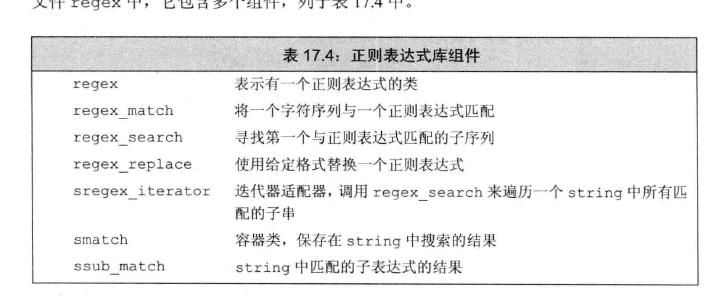 文件 regex 中，它包含多个组件，列于表 17.4 中。
表 17.4：正则表达式库组件
regex 表示有一个正则表达式的类
regex_match 将一个字符序列与一个正则表达式匹配
regex_search 寻找第一个与正则表达式匹配的子序列
regex_replace 使用给定格式替换一个正则表达式
sregex_iterator 迭代器适配器，调用 regex_search 来遍历一个 string 中所有匹
配的子串
smatch 容器类，保存在 string 中搜索的结果
ssub_match string 中匹配的子表达式的结果